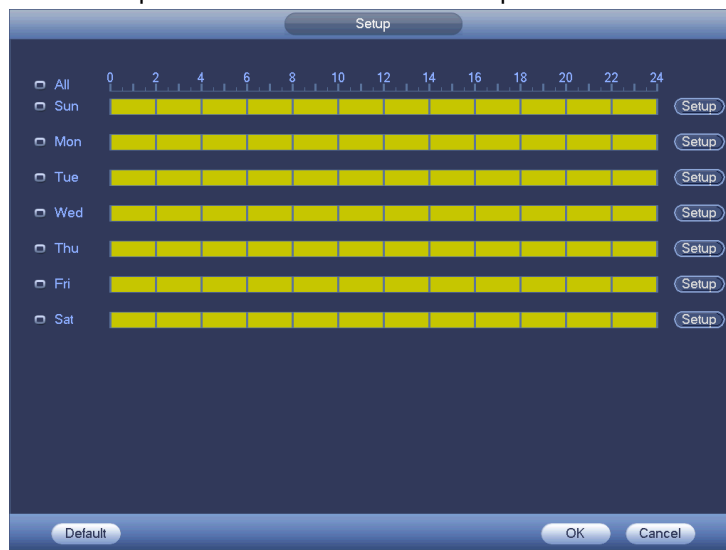 Setup
0 2 4 6 8 10 12 14 16 18 20 22 24
All
Sun Setup
Mon Setup
Tue Setup
Wed Setup
Thu Setup
Fri Setup
Sat Setup
Default OK Cancel